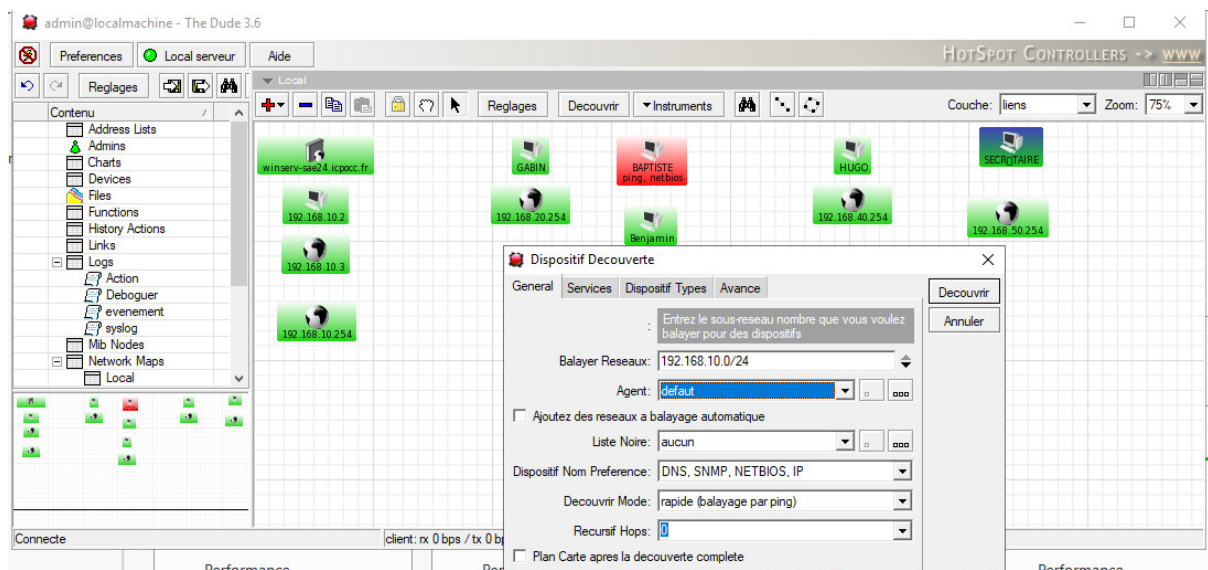 admin@localmachine - The Dude 3.6
Preferences Local serveur Aide HotSpot Controllers -> www
Reglages Local
Contenu /
Reglages Decouvrir Instruments Couche: liens Zoom: 75%
Address Lists
Admins
Charts
Devices
Files
Functions
History Actions
Links
Logs
Action
Deboguer
evenement
syslog
Mib Nodes
Network Maps
Local
winserv-sae24.icpocc.fr
GABIN
BAPTISTE
ping, netbios
HUGO
192.168.10.2
192.168.20.254
Benjamin
192.168.40.254
192.168.50.254
192.168.10.3
192.168.10.254
Dispositif Decouverte
General Services Dispositif Types Avance
Decouvrir
Annuler
: Entrez le sous-reseau nombre que vous voulez
balayer pour des dispositifs
Balayer Reseaux: 192.168.10.0/24
Agent: defaut
Ajoutez des reseaux a balayage automatique
Liste Noire: aucun
Dispositif Nom Preference: DNS, SNMP, NETBIOS, IP
Decouvrir Mode: rapide (balayage par ping)
Recursif Hops: 0
Plan Carte apres la decouverte complete
Connecte
client: rx 0 bps / tx 0 bp